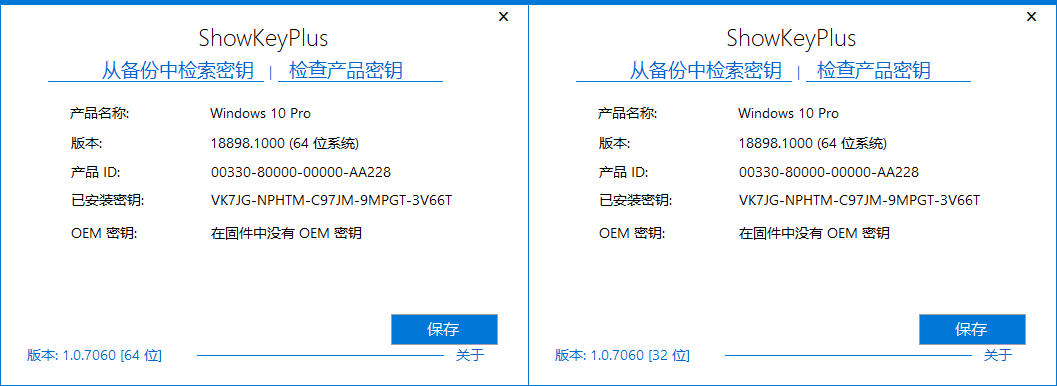 ShowKeyPlus
从备份中检索密钥 | 检查产品密钥
产品名称: Windows 10 Pro
版本: 18898.1000 (64 位系统)
产品 ID: 00330-80000-00000-AA228
已安装密钥: VK7JG-NPHTM-C97JM-9MPGT-3V66T
OEM 密钥: 在固件中没有 OEM 密钥
保存
版本: 1.0.7060 [64 位] 关于
ShowKeyPlus
从备份中检索密钥 | 检查产品密钥
产品名称: Windows 10 Pro
版本: 18898.1000 (64 位系统)
产品 ID: 00330-80000-00000-AA228
已安装密钥: VK7JG-NPHTM-C97JM-9MPGT-3V66T
OEM 密钥: 在固件中没有 OEM 密钥
保存
版本: 1.0.7060 [32 位] 关于